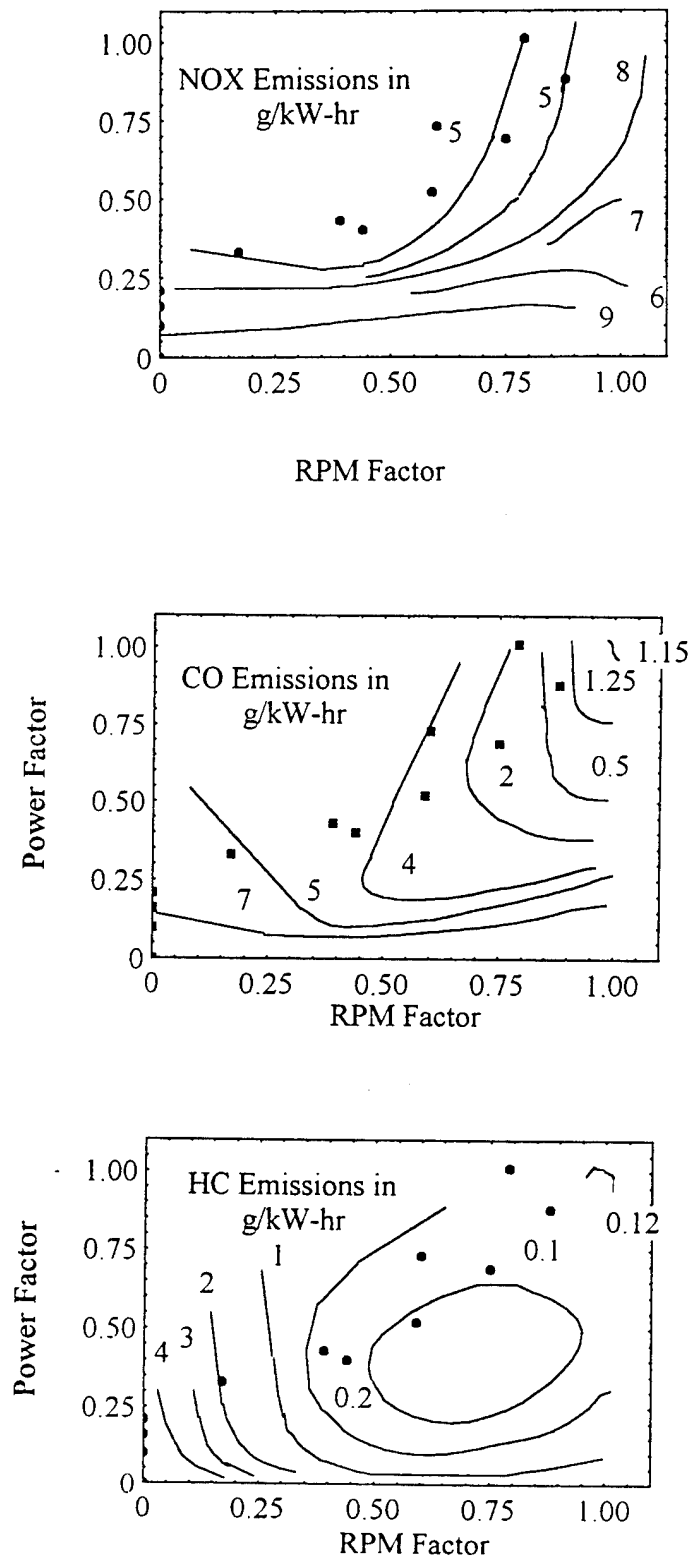 1.00
NOX Emissions in
g/kW-hr
8
5
5
0.75
0.50
7
0.25
6
9
0
0 0.25 0.50 0.75 1.00
RPM Factor
1.00
CO Emissions in
g/kW-hr
1.15
1.25
0.75
0.5
2
Power Factor
0.50
4
7
5
0.25
0
0 0.25 0.50 0.75 1.00
RPM Factor
1.00
HC Emissions in
g/kW-hr
0.12
0.1
1
0.75
2
Power Factor
0.50
4
3
0.2
0.25
0
0 0.25 0.50 0.75 1.00
RPM Factor